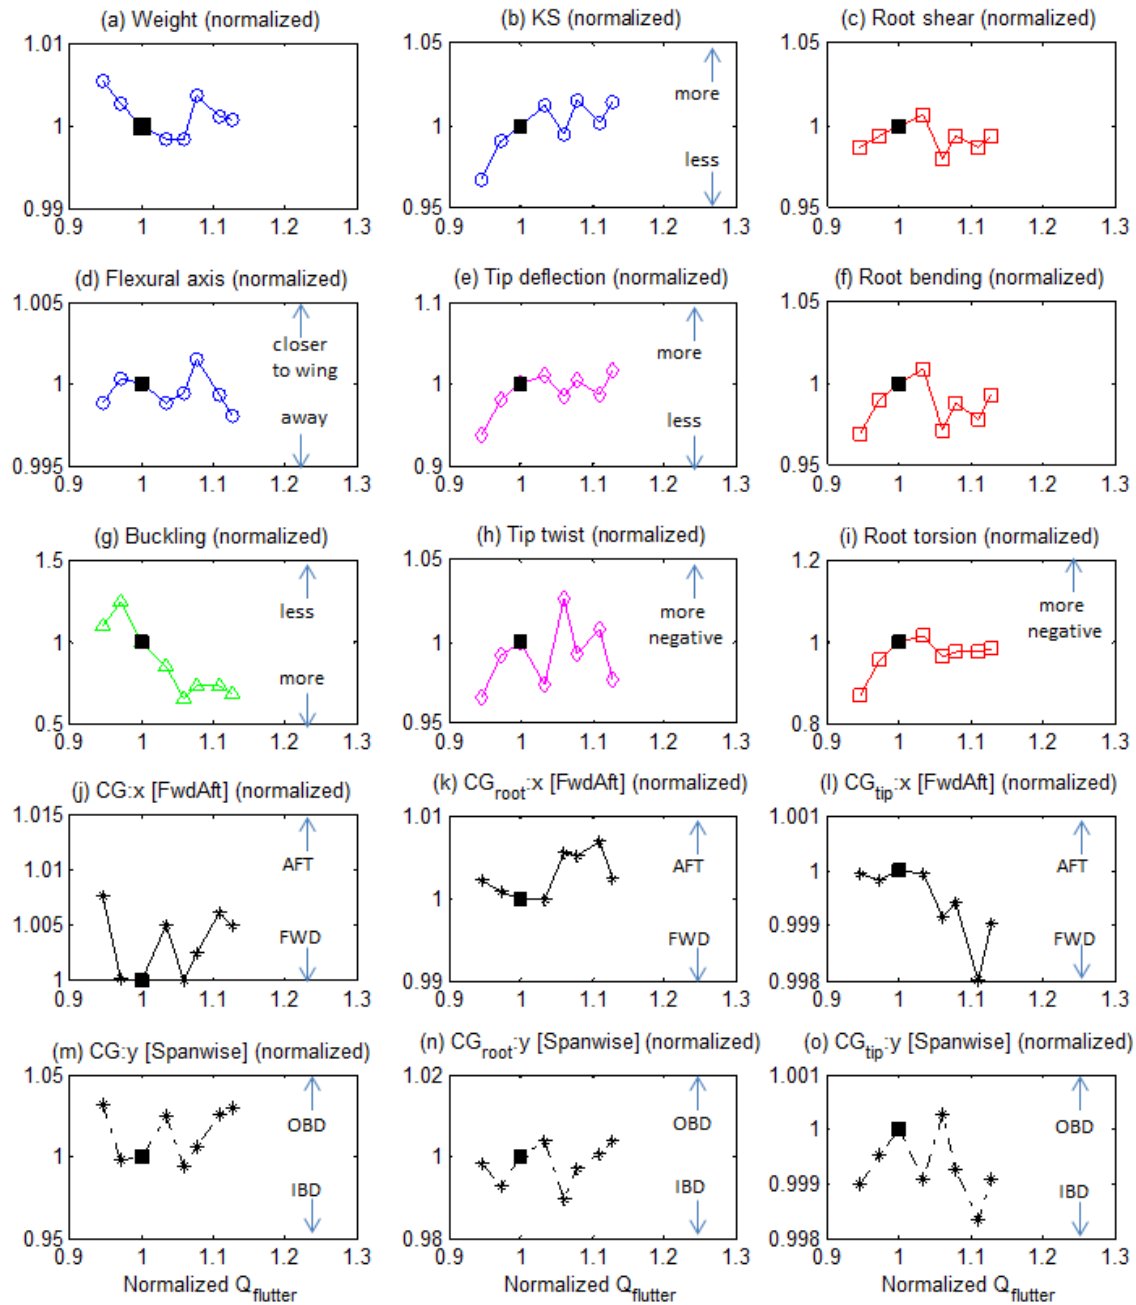 (a) Weight (normalized)
1.01
1
0.99
0.9 1 1.1 1.2 1.3
(b) KS (normalized)
1.05
more
1
less
0.95
0.9 1 1.1 1.2 1.3
(c) Root shear (normalized)
1.05
1
0.95
0.9 1 1.1 1.2 1.3
(d) Flexural axis (normalized)
1.005
closer
to wing
1
away
0.995
0.9 1 1.1 1.2 1.3
(e) Tip deflection (normalized)
1.1
more
1
less
0.9
0.9 1 1.1 1.2 1.3
(f) Root bending (normalized)
1.05
1
0.95
0.9 1 1.1 1.2 1.3
(g) Buckling (normalized)
1.5
less
1
more
0.5
0.9 1 1.1 1.2 1.3
(h) Tip twist (normalized)
1.05
more
negative
1
0.95
0.9 1 1.1 1.2 1.3
(i) Root torsion (normalized)
1.2
more
negative
1
0.8
0.9 1 1.1 1.2 1.3
(j) CG:x [FwdAft] (normalized)
1.015
AFT
1.01
1.005
FWD
1
0.9 1 1.1 1.2 1.3
(k) CGroot:x [FwdAft] (normalized)
1.01
AFT
1
FWD
0.99
0.9 1 1.1 1.2 1.3
(l) CGtip:x [FwdAft] (normalized)
1.001
AFT
1
0.999
FWD
0.998
0.9 1 1.1 1.2 1.3
(m) CG:y [Spanwise] (normalized)
1.05
OBD
1
IBD
0.95
0.9 1 1.1 1.2 1.3
Normalized Qflutter
(n) CGroot:y [Spanwise] (normalized)
1.02
OBD
1
IBD
0.98
0.9 1 1.1 1.2 1.3
Normalized Qflutter
(o) CGtip:y [Spanwise] (normalized)
1.001
OBD
1
0.999
IBD
0.998
0.9 1 1.1 1.2 1.3
Normalized Qflutter